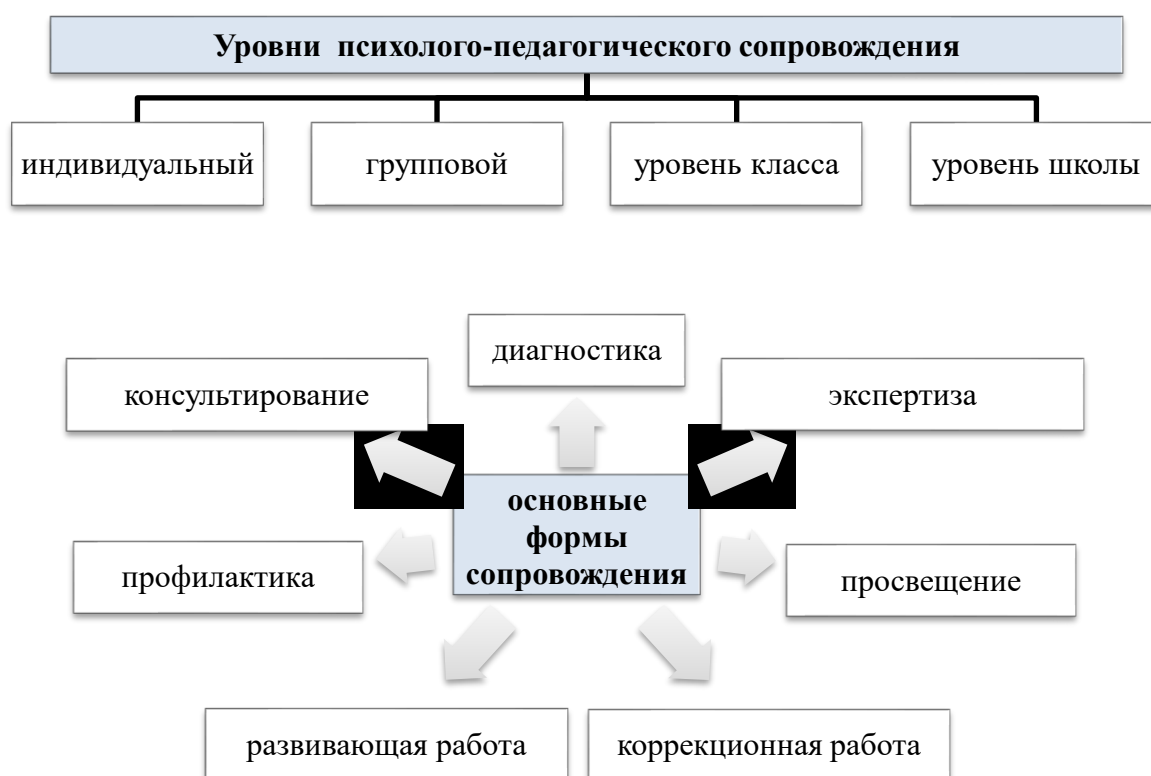 Уровни психолого-педагогического сопровождения
индивидуальный
групповой
уровень класса
уровень школы
диагностика
консультирование
экспертиза
основные
формы
сопровождения
профилактика
просвещение
развивающая работа
коррекционная работа